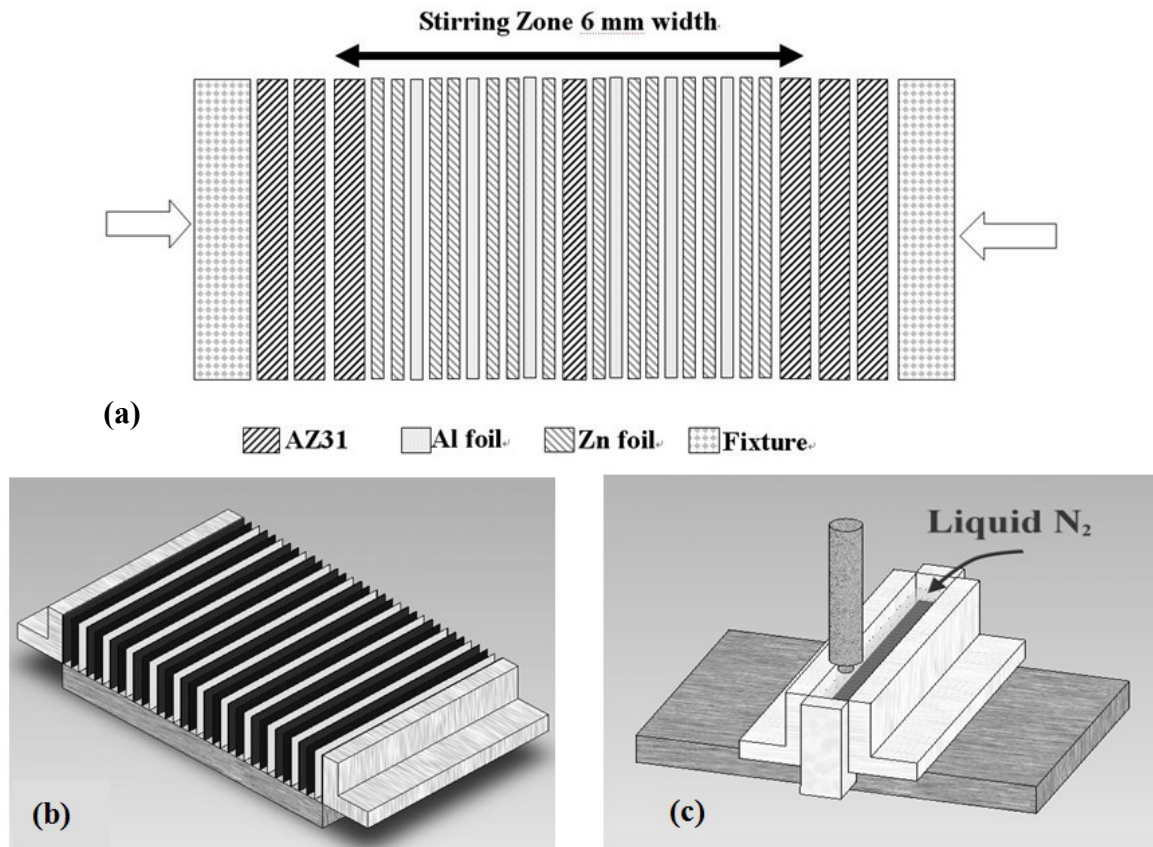 Stirring Zone 6 mm width
(a)
AZ31 Al foil Zn foil Fixture
Liquid N₂
(b)
(c)